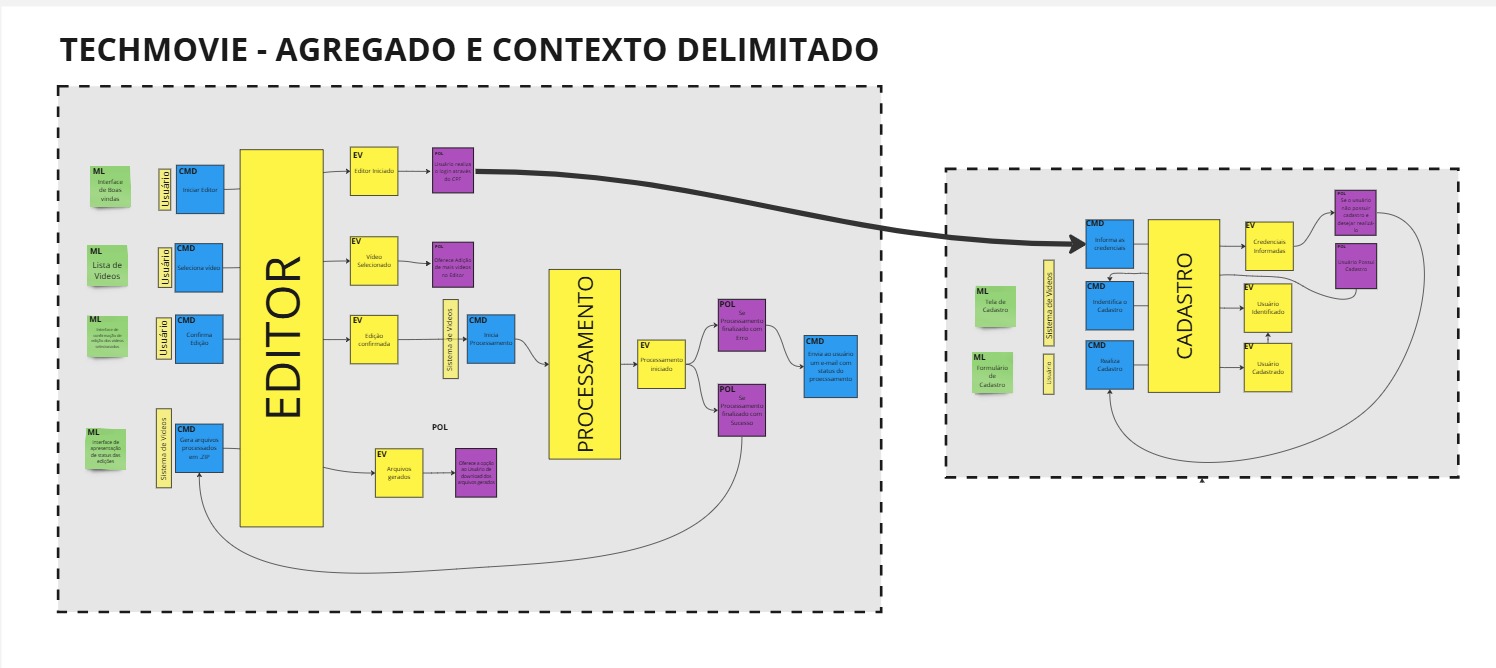 TECHMOVIE - AGREGADO E CONTEXTO DELIMITADO
ML
Interface
de Boas
vindas
Usuário
CMD
Iniciar Editor
EDITOR
EV
Editor Iniciado
POL
Usuário realiza
o login através
do CPF
ML
Lista de
Videos
Usuário
CMD
Seleciona vídeo
EV
Vídeo
Selecionado
POL
Oferece Adição
de mais vídeos
no Editor
ML
Interface de
confirmação de
edição dos vídeos
selecionados
Usuário
CMD
Confirma
Edição
EV
Edição
confirmada
Sistema de Videos
CMD
Inicia
Processamento
PROCESSAMENTO
EV
Processamento
iniciado
POL
Se
Processamento
finalizado com
Erro
POL
Se
Processamento
finalizado com
Sucesso
CMD
Envia ao usuário
um e-mail com
status do
processamento
ML
Interface de
apresentação
de status das
edições
Sistema de Videos
CMD
Gera arquivos
processados
em .ZIP
EV
Arquivos
gerados
POL
Oferece a opção
ao Usuário de
download dos
arquivos gerados
ML
Tela de
Cadastro
ML
Formulário
de
Cadastro
Sistema de Videos
Usuário
CMD
Informa as
credenciais
CMD
Indentifica o
Cadastro
CMD
Realiza
Cadastro
CADASTRO
EV
Credenciais
Informadas
EV
Usuário
Identificado
EV
Usuário
Cadastrado
POL
Se o usuário
não possuir
cadastro e
desejar
POL
Usuário Possui
Cadastro